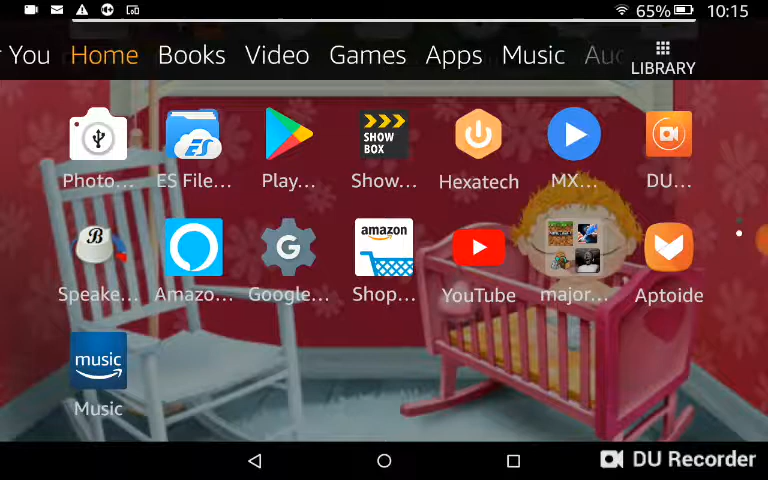 65% 10:15
You Home Books Video Games Apps Music Au
LIBRARY
SHOW BOX
Photo... ES File... Play... Show... Hexatech MX... DU...
amazon
Speake... Amazo... Google... Shop... YouTube major... Aptoide
music
Music
DU Recorder